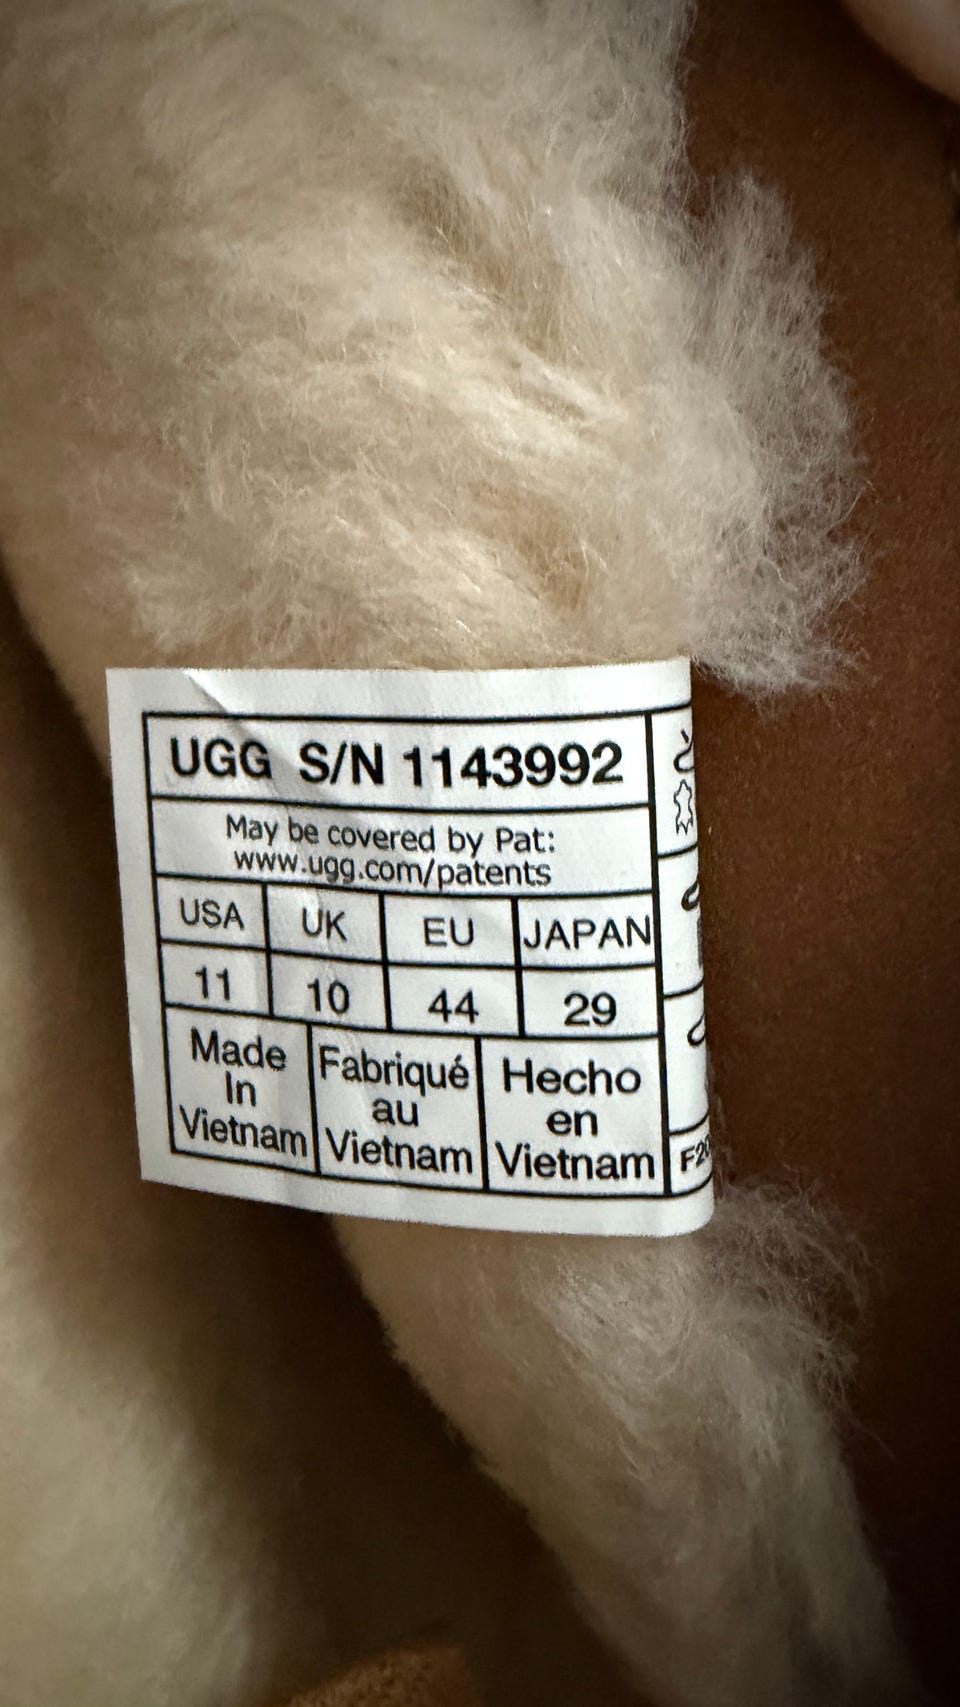 UGG S/N 1143992
May be covered by Pat:
www.ugg.com/patents
USA UK EU JAPAN
11 10 44 29
Made
In
Vietnam
Fabriqué
au
Vietnam
Hecho
en
Vietnam